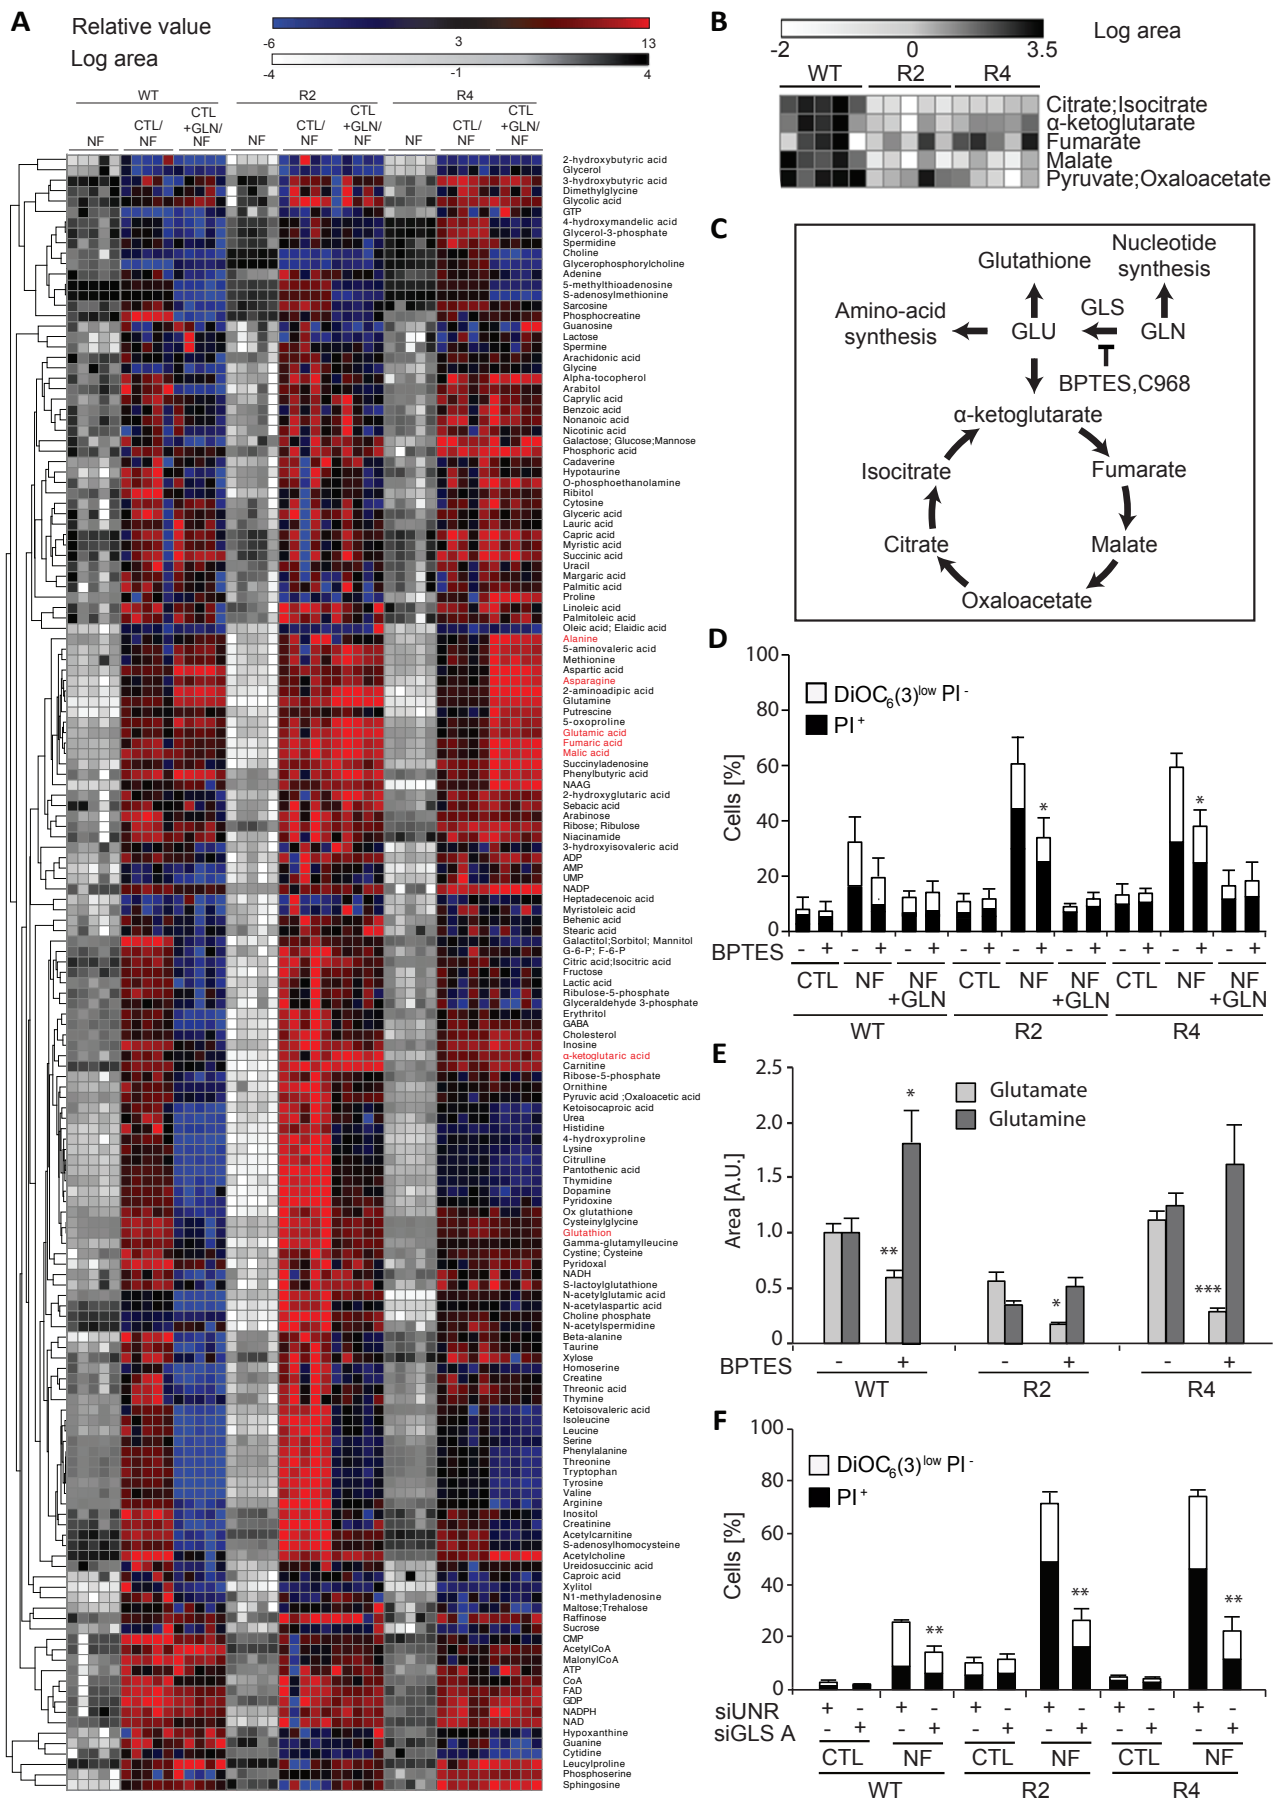 A
Relative value
-6
3
13
Log area
-4
-1
4
WT
R2
R4
NF
CTL/
NF
CTL
+GLN/
NF
NF
CTL/
NF
CTL
+GLN/
NF
NF
CTL/
NF
CTL
+GLN/
NF
2-hydroxybutyric acid
Glycerol
3-hydroxybutyric acid
Dimethylglycine
Glycolic acid
GTP
4-hydroxymandelic acid
Glycerol-3-phosphate
Spermidine
Choline
Glycerophosphorylcholine
Adenine
5-methylthioadenosine
S-adenosylmethionine
Sarcosine
Phosphocreatine
Guanosine
Lactose
Spermine
Arachidonic acid
Glycine
Alpha-tocopherol
Arabitol
Caprylic acid
Benzoic acid
Nonanoic acid
Nicotinic acid
Galactose; Glucose;Mannose
Phosphoric acid
Cadaverine
Hypotaurine
O-phosphoethanolamine
Ribitol
Cytosine
Glyceric acid
Lauric acid
Capric acid
Myristic acid
Succinic acid
Uracil
Margaric acid
Palmitic acid
Proline
Linoleic acid
Palmitoleic acid
Oleic acid; Elaidic acid
Alanine
5-aminovaleric acid
Methionine
Aspartic acid
Asparagine
2-aminoadipic acid
Glutamine
Putrescine
5-oxoproline
Glutamic acid
Fumaric acid
Malic acid
Succinyladenosine
Phenylbutyric acid
NAAG
2-hydroxyglutaric acid
Sebacic acid
Arabinose
Ribose; Ribulose
Niacinamide
3-hydroxyisovaleric acid
ADP
AMP
UMP
NADP
Heptadecenoic acid
Myristoleic acid
Behenic acid
Stearic acid
Galactitol;Sorbitol; Mannitol
G-6-P; F-6-P
Citric acid;Isocitric acid
Fructose
Lactic acid
Ribulose-5-phosphate
Glyceraldehyde 3-phosphate
Erythritol
GABA
Cholesterol
Inosine
α-ketoglutaric acid
Carnitine
Ribose-5-phosphate
Ornithine
Pyruvic acid ;Oxaloacetic acid
Ketoisocaproic acid
Urea
Histidine
4-hydroxyproline
Lysine
Citrulline
Pantothenic acid
Thymidine
Dopamine
Pyridoxine
Ox glutathione
Cysteinylglycine
Glutathion
Gamma-glutamylleucine
Cystine; Cysteine
Pyridoxal
NADH
S-lactoylglutathione
N-acetylglutamic acid
N-acetylaspartic acid
Choline phosphate
N-acetylspermidine
Beta-alanine
Taurine
Xylose
Homoserine
Creatine
Threonic acid
Thymine
Ketoisovaleric acid
Isoleucine
Leucine
Serine
Phenylalanine
Threonine
Tryptophan
Tyrosine
Valine
Arginine
Inositol
Creatinine
Acetylcarnitine
S-adenosylhomocysteine
Acetylcholine
Ureidosuccinic acid
Caproic acid
Xylitol
N1-methyladenosine
Maltose;Trehalose
Raffinose
Sucrose
CMP
AcetylCoA
MalonylCoA
ATP
CoA
FAD
GDP
NADPH
NAD
Hypoxanthine
Guanine
Cytidine
Leucylproline
Phosphoserine
Sphingosine
B
-2
0
3.5
Log area
WT
R2
R4
Citrate;Isocitrate
α-ketoglutarate
Fumarate
Malate
Pyruvate;Oxaloacetate
C
Nucleotide
synthesis
Glutathione
Amino-acid
synthesis
GLS
GLU
GLN
BPTES,C968
α-ketoglutarate
Isocitrate
Fumarate
Citrate
Malate
Oxaloacetate
D
100
80
60
40
20
0
Cells [%]
DiOC6(3)low PI -
PI +
*
*
BPTES
- + - + - + - + - + - + - + - + - +
CTL NF NF +GLN CTL NF NF +GLN CTL NF NF +GLN
WT R2 R4
E
2.5
2.0
1.5
1.0
0.5
0
Area [A.U.]
Glutamate
Glutamine
**
*
*
***
BPTES
- + - + - +
WT R2 R4
F
100
80
60
40
20
0
Cells [%]
DiOC6(3)low PI -
PI +
**
**
**
siUNR + - + - + - + - + - + -
siGLS A - + - + - + - + - + - +
CTL NF CTL NF CTL NF
WT R2 R4